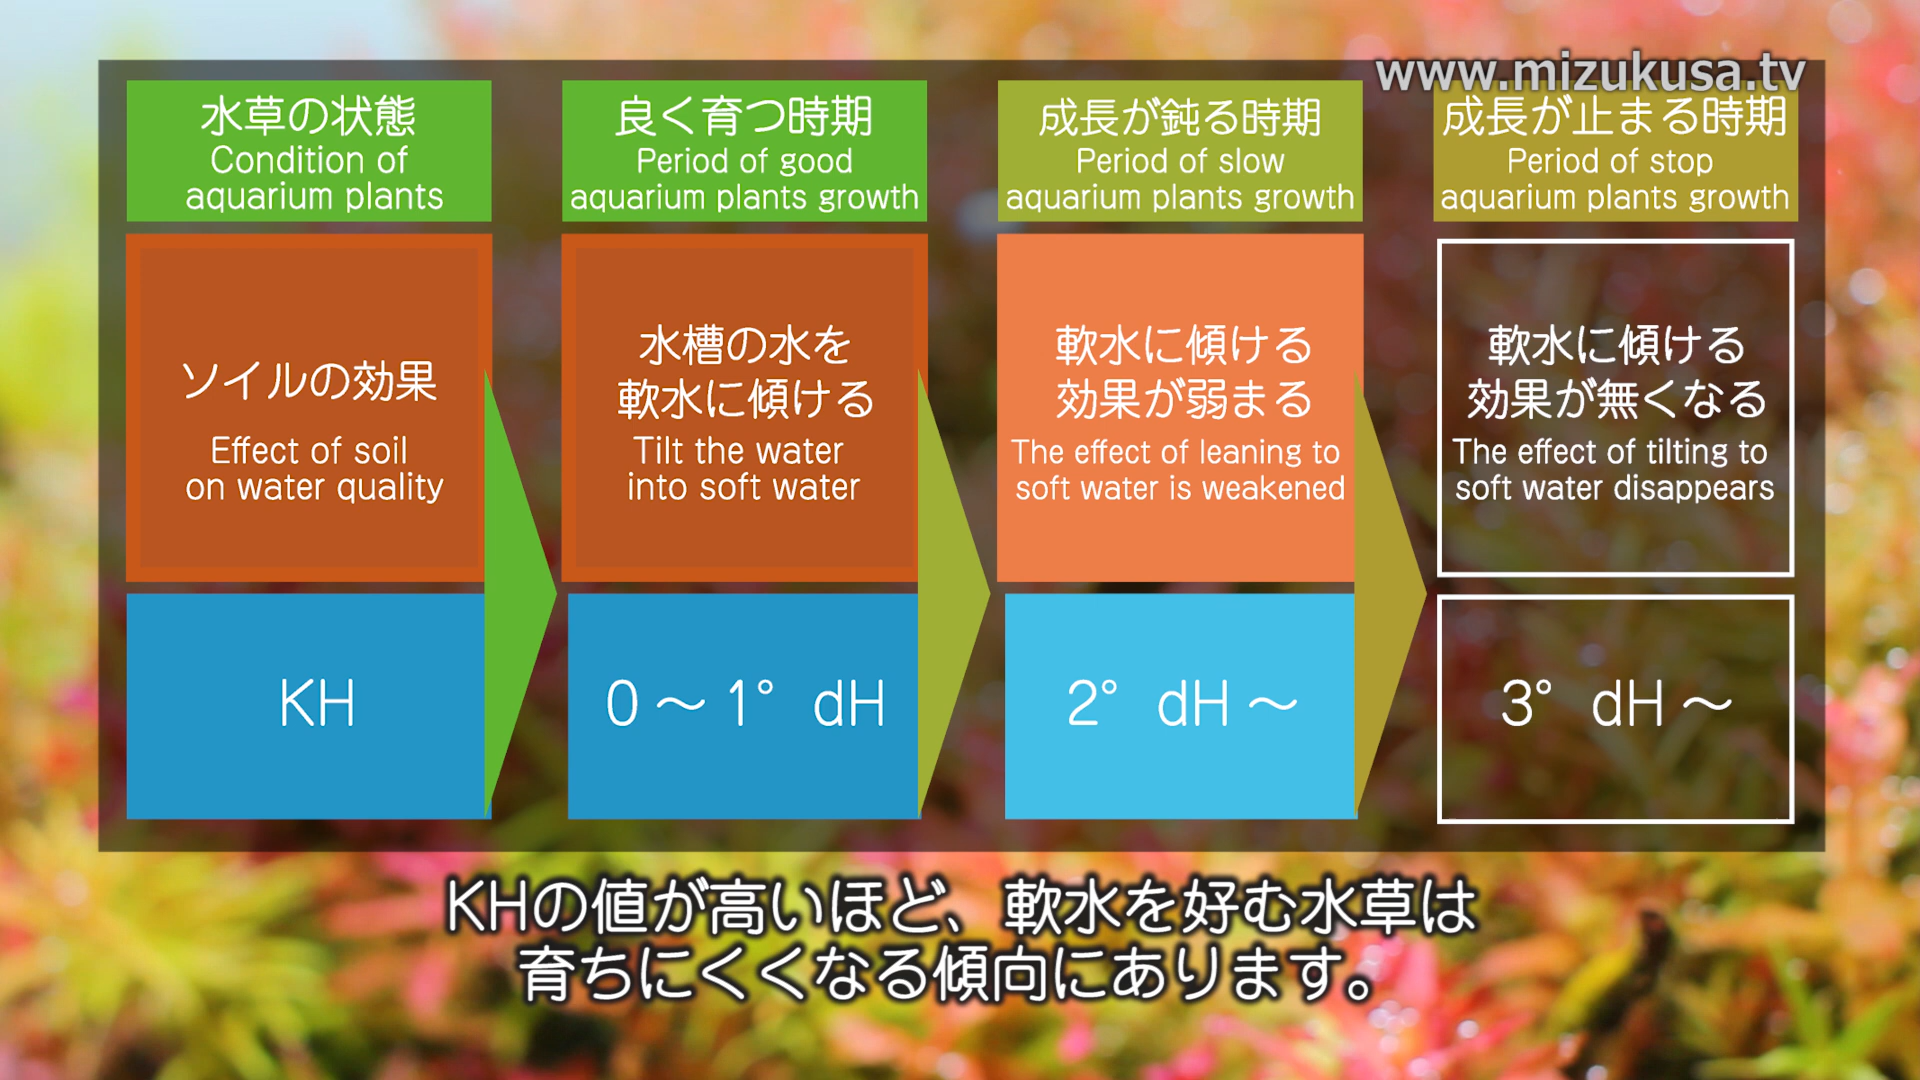 www.mizukusa.tv
水草の状態
Condition of
aquarium plants
良く育つ時期
Period of good
aquarium plants growth
成長が鈍る時期
Period of slow
aquarium plants growth
成長が止まる時期
Period of stop
aquarium plants growth
ソイルの効果
Effect of soil
on water quality
水槽の水を
軟水に傾ける
Tilt the water
into soft water
軟水に傾ける
効果が弱まる
The effect of leaning to
soft water is weakened
軟水に傾ける
効果が無くなる
The effect of tilting to
soft water disappears
KH
0～1°dH
2°dH～
3°dH～
KHの値が高いほど、軟水を好む水草は
育ちにくくなる傾向にあります。